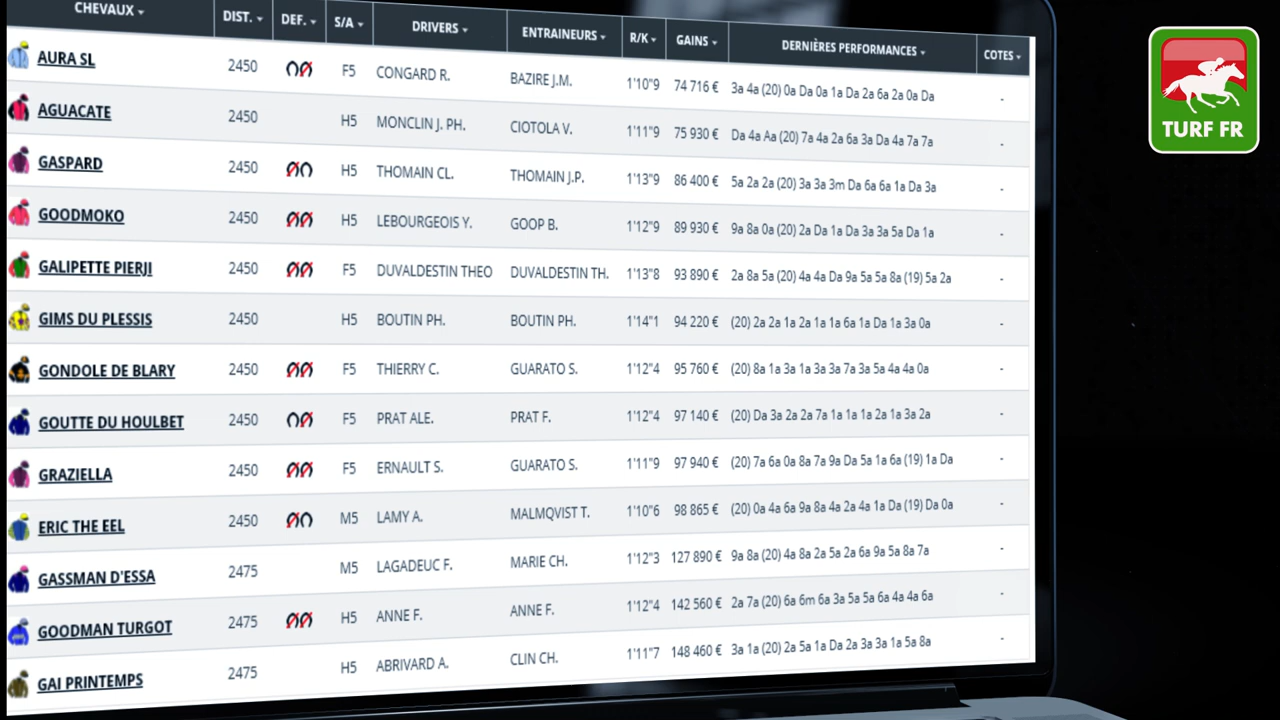 CHEVAUX DIST. DEF. S/A DRIVERS ENTRAINEURS R/K GAINS DERNIÈRES PERFORMANCES COTES
AURA SL 2450 F5 CONGARD R. BAZIRE J.M. 1'10"9 74 716 € 3a 4a (20) 0a Da 0a 1a Da 2a 6a 2a 0a Da -
AGUACATE 2450 H5 MONCLIN J. PH. CIOTOLA V. 1'11"9 75 930 € Da 4a Aa (20) 7a 4a 2a 6a 3a Da 4a 7a 7a -
GASPARD 2450 H5 THOMAIN CL. THOMAIN J.P. 1'13"9 86 400 € 5a 2a 2a (20) 3a 3a 3m Da 6a 6a 1a Da 3a -
GOODMOKO 2450 H5 LEBOURGEOIS Y. GOOP B. 1'12"9 89 930 € 9a 8a 0a (20) 2a Da 1a Da 3a 3a 5a Da 1a -
GALIPETTE PIERJI 2450 F5 DUVALDESTIN THEO DUVALDESTIN TH. 1'13"8 93 890 € 2a 8a 5a (20) 4a 4a Da 9a 5a 5a 8a (19) 5a 2a -
GIMS DU PLESSIS 2450 H5 BOUTIN PH. BOUTIN PH. 1'14"1 94 220 € (20) 2a 2a 1a 2a 1a 1a 6a 1a Da 1a 3a 0a -
GONDOLE DE BLARY 2450 F5 THIERRY C. GUARATO S. 1'12"4 95 760 € (20) 8a 1a 3a 1a 3a 3a 7a 3a 5a 4a 4a 0a -
GOUTTE DU HOULBET 2450 F5 PRAT ALE. PRAT F. 1'12"4 97 140 € (20) Da 3a 2a 2a 7a 1a 1a 1a 2a 1a 3a 2a -
GRAZIELLA 2450 F5 ERNAULT S. GUARATO S. 1'11"9 97 940 € (20) 7a 6a 0a 8a 7a 9a Da 5a 1a 6a (19) 1a Da -
ERIC THE EEL 2450 M5 LAMY A. MALMQVIST T. 1'10"6 98 865 € (20) 0a 4a 6a 9a 8a 4a 2a 4a 1a Da (19) Da 0a -
GASSMAN D'ESSA 2475 M5 LAGADEUC F. MARIE CH. 1'12"3 127 890 € 9a 8a (20) 4a 8a 2a 5a 2a 6a 9a 5a 8a 7a -
GOODMAN TURGOT 2475 H5 ANNE F. ANNE F. 1'12"4 142 560 € 2a 7a (20) 6a 6m 6a 3a 5a 5a 6a 4a 4a 6a -
GAI PRINTEMPS 2475 H5 ABRIVARD A. CLIN CH. 1'11"7 148 460 € 3a 1a (20) 2a 5a 1a Da 2a 3a 3a 1a 5a 8a -
TURF FR